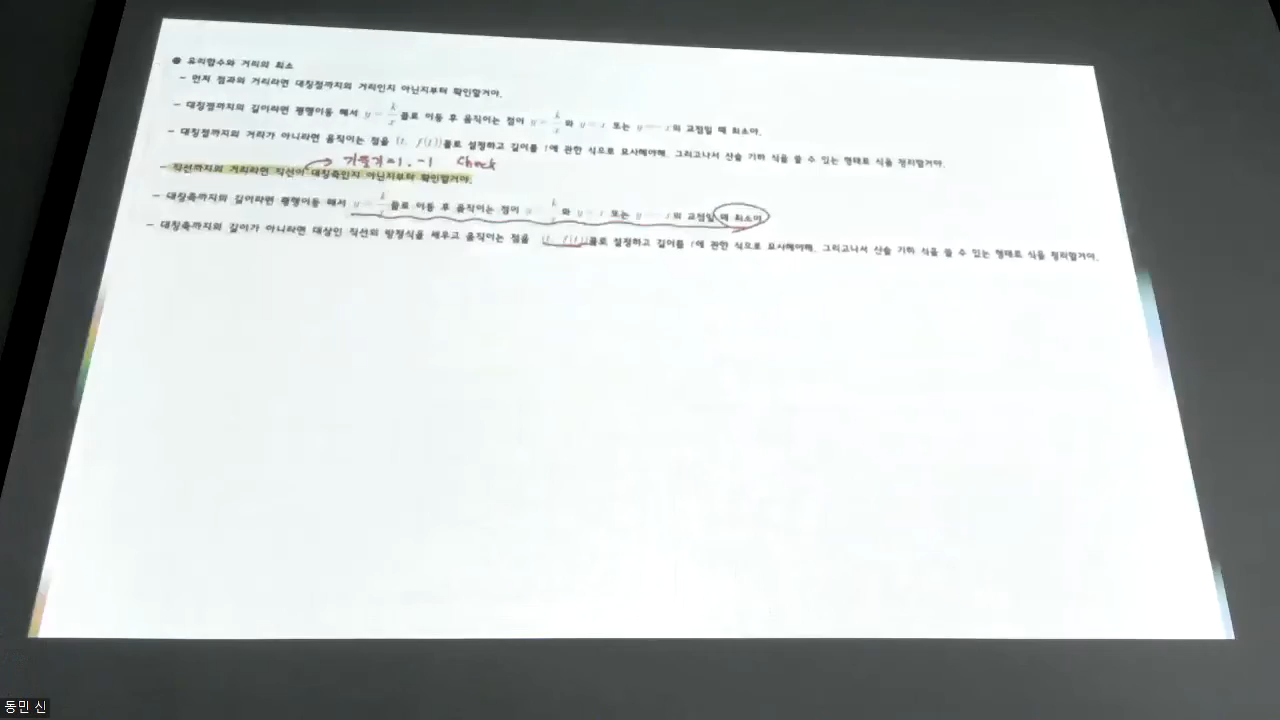 ● 유리함수와 거리의 최소
- 먼저 점과의 거리라면 대칭점까지의 거리인지 아닌지부터 확인할거야.
- 대칭점까지의 길이라면 평행이동 해서 y = k/x 꼴로 이동 후 움직이는 점이 y = k/x 와 y = x 또는 y = -x 의 교점일 때 최소야.
- 대칭점까지의 거리가 아니라면 움직이는 점을 (t, f(t))꼴로 설정하고 길이를 t에 관한 식으로 묘사해야해. 그리고나서 산술 기하 식을 쓸 수 있는 형태로 식을 정리할거야.
기울기=1, -1 Check
- 직선까지의 거리라면 직선이 대칭축인지 아닌지부터 확인할거야.
- 대칭축까지의 길이라면 평행이동 해서 y = k/x 꼴로 이동 후 움직이는 점이 y = k/x 와 y = x 또는 y = -x 의 교점일 때 최소야
- 대칭축까지의 길이가 아니라면 대상인 직선의 방정식을 세우고 움직이는 점을 (t, f(t))꼴로 설정하고 길이를 t에 관한 식으로 묘사해야해. 그리고나서 산술 기하 식을 쓸 수 있는 형태로 식을 정리할거야.
동민 신